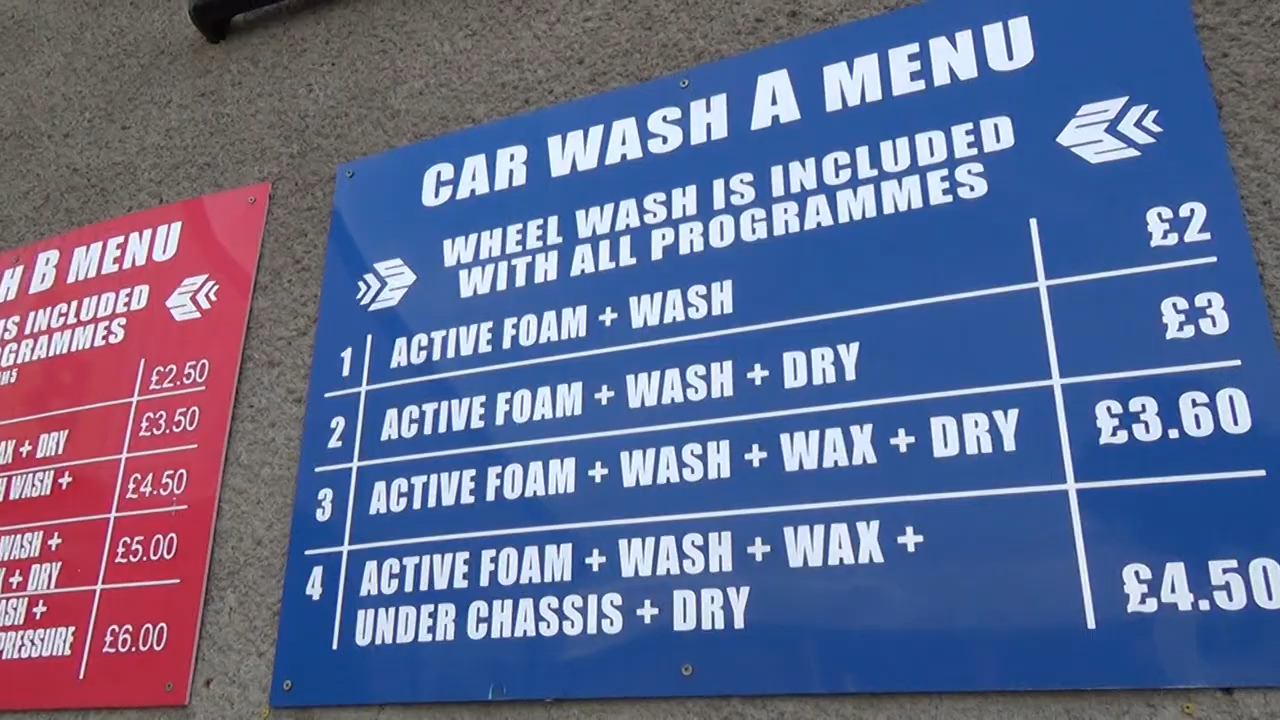 H B MENU
IS INCLUDED
GRAMMES
£2.50
£3.50
AX + DRY
WASH +
£4.50
WASH +
+ DRY
£5.00
ASH +
PRESSURE
£6.00
CAR WASH A MENU
WHEEL WASH IS INCLUDED
WITH ALL PROGRAMMES
1 ACTIVE FOAM + WASH £2
2 ACTIVE FOAM + WASH + DRY £3
3 ACTIVE FOAM + WASH + WAX + DRY £3.60
4 ACTIVE FOAM + WASH + WAX +
UNDER CHASSIS + DRY £4.50